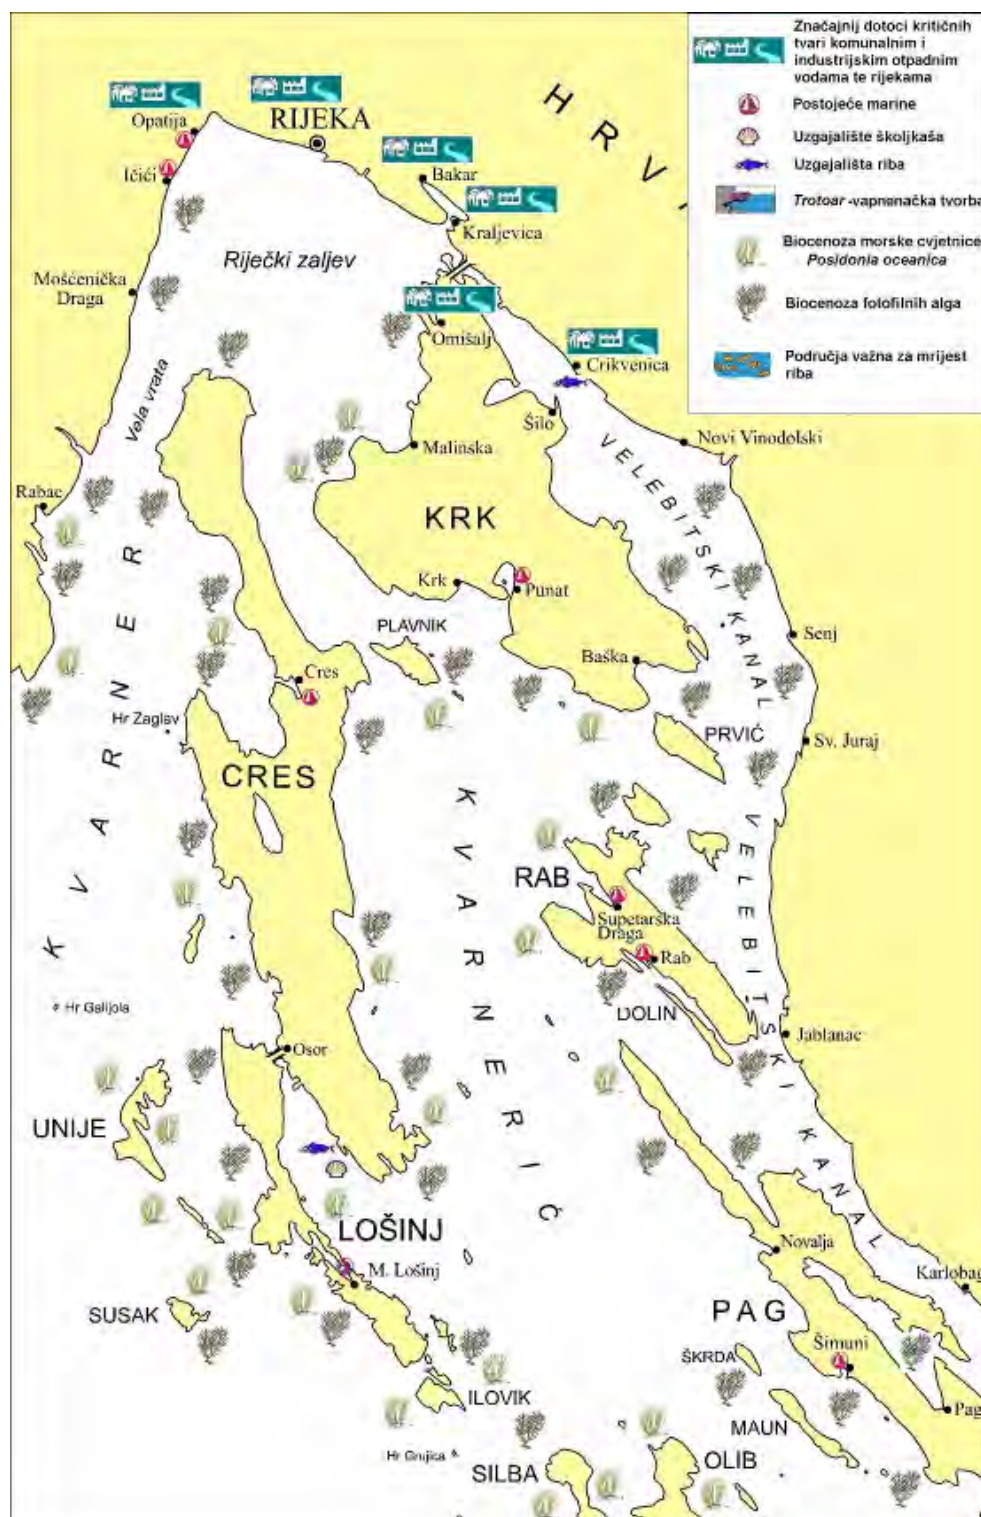 Značajnij dotoci kritičnih
tvari komunalnim i
industrijskim otpadnim
vodama te rijekama
Postojeće marine
Uzgajalište školjkaša
Uzgajališta riba
Trotoar -vapnenačka tvorba
Biocenoza morske cvjetnice
Posidonia oceanica
Biocenoza fotofilnih alga
Područja važna za mrijest
riba
HRV
Opatija
RIJEKA
Ičići
Bakar
Kraljevica
Riječki zaljev
Mošćenička
Draga
Omišalj
Crikvenica
Vela vrata
Šilo
Malinska
Novi Vinodolski
VELEBITSKI KANAL
Rabac
KRK
KVARNER
Krk
Punat
PLAVNIK
Senj
Baška
Cres
Hr Zaglav
PRVIĆ
Sv. Juraj
CRES
KVARNERIĆ
VELEBITSKI KANAL
RAB
Supetarska
Draga
Rab
Hr Galijola
DOLIN
Jablanac
Osor
UNIJE
LOŠINJ
Novalja
M. Lošinj
Karlobag
SUSAK
PAG
Šimuni
ŠKRDA
ILOVIK
Pag
MAUN
Hr Grujica
SILBA
OLIB